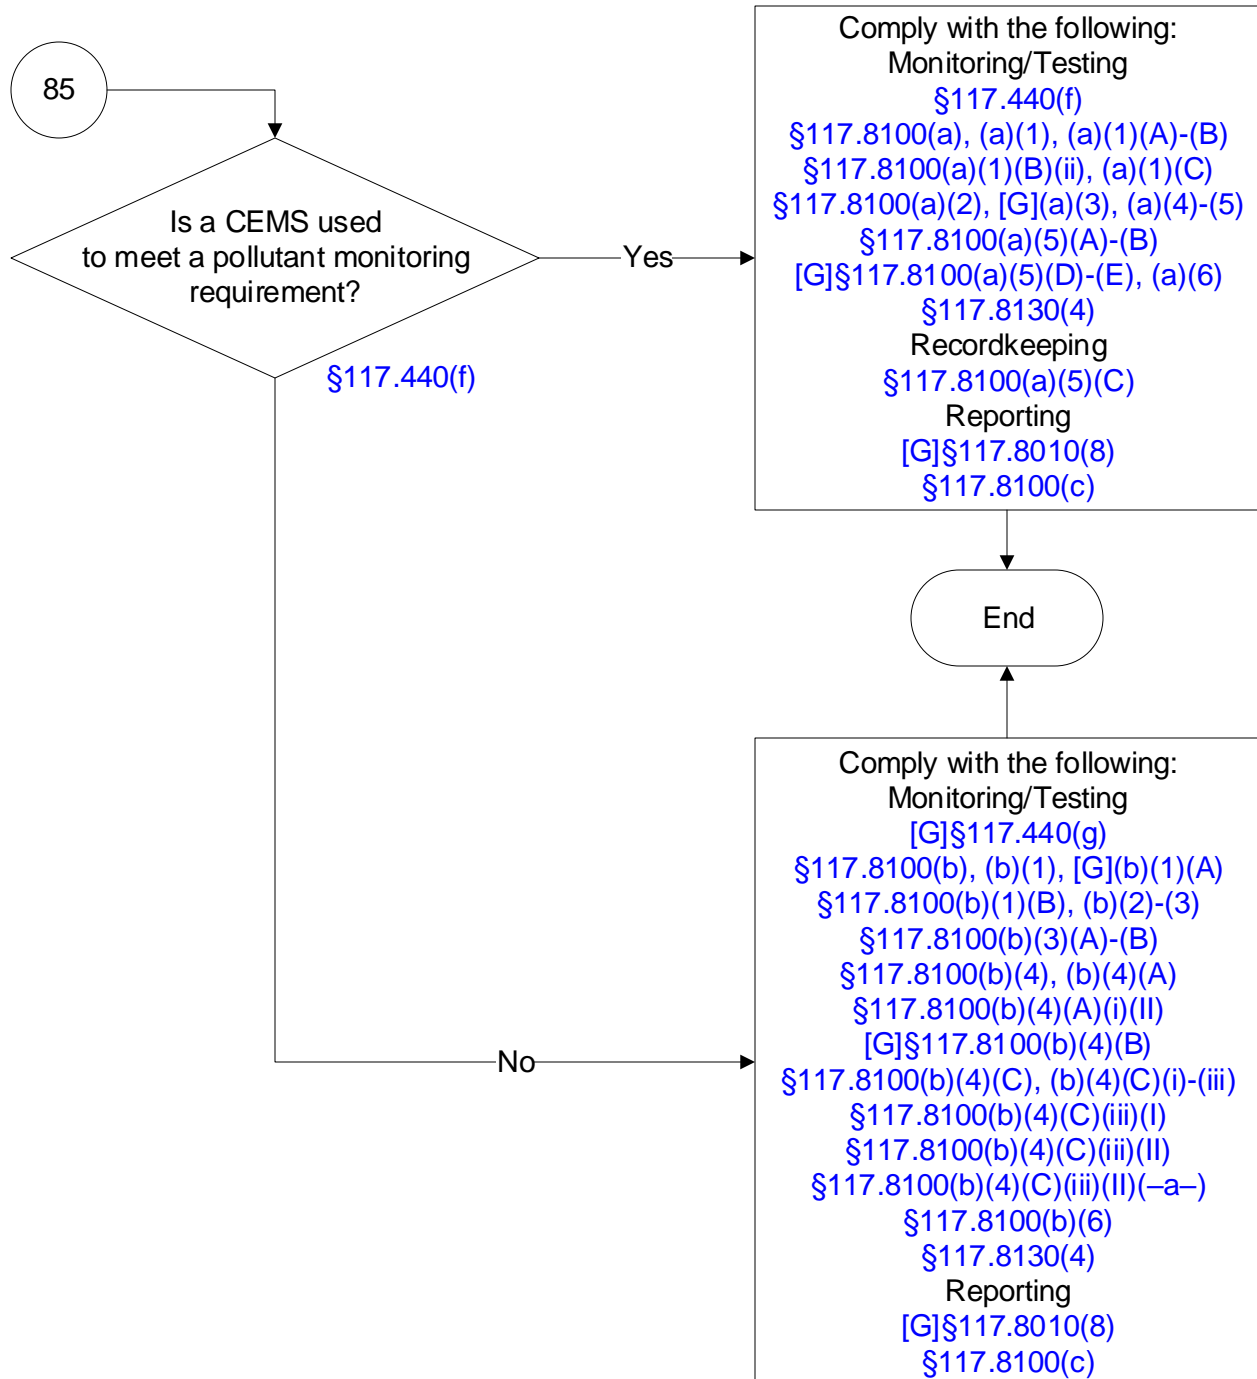 85
Is a CEMS used
to meet a pollutant monitoring
requirement?
§117.440(f)
Yes
Comply with the following:
Monitoring/Testing
§117.440(f)
§117.8100(a), (a)(1), (a)(1)(A)-(B)
§117.8100(a)(1)(B)(ii), (a)(1)(C)
§117.8100(a)(2), [G](a)(3), (a)(4)-(5)
§117.8100(a)(5)(A)-(B)
[G]§117.8100(a)(5)(D)-(E), (a)(6)
§117.8130(4)
Recordkeeping
§117.8100(a)(5)(C)
Reporting
[G]§117.8010(8)
§117.8100(c)
End
No
Comply with the following:
Monitoring/Testing
[G]§117.440(g)
§117.8100(b), (b)(1), [G](b)(1)(A)
§117.8100(b)(1)(B), (b)(2)-(3)
§117.8100(b)(3)(A)-(B)
§117.8100(b)(4), (b)(4)(A)
§117.8100(b)(4)(A)(i)(II)
[G]§117.8100(b)(4)(B)
§117.8100(b)(4)(C), (b)(4)(C)(i)-(iii)
§117.8100(b)(4)(C)(iii)(I)
§117.8100(b)(4)(C)(iii)(II)
§117.8100(b)(4)(C)(iii)(II)(–a–)
§117.8100(b)(6)
§117.8130(4)
Reporting
[G]§117.8010(8)
§117.8100(c)